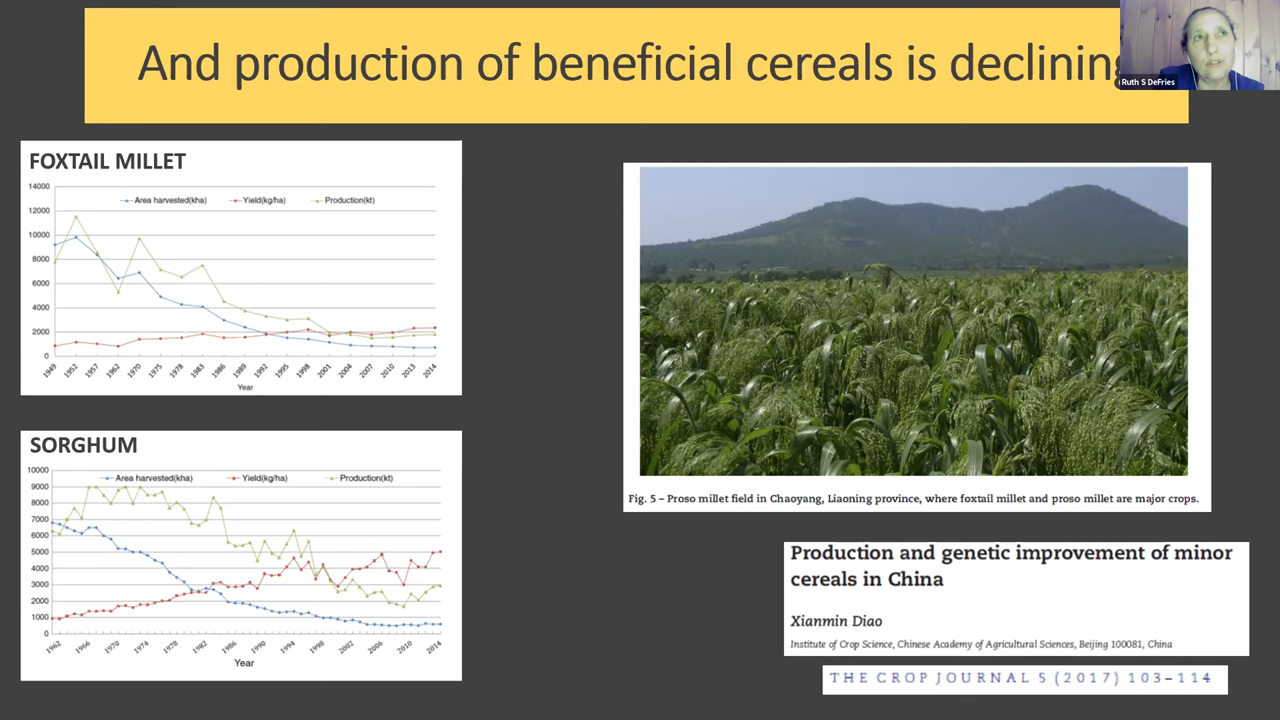 And production of beneficial cereals is declining
Ruth S DeFries
FOXTAIL MILLET
14000
12000
10000
8000
6000
4000
2000
0
Area harvested(kha) Yield(kg/ha) Production(kt)
1949 1952 1957 1962 1970 1975 1978 1983 1986 1989 1992 1995 1998 2001 2004 2007 2010 2013 2014
Year
SORGHUM
10000
9000
8000
7000
6000
5000
4000
3000
2000
1000
0
Area harvested(kha) Yield(kg/ha) Production(kt)
1962 1966 1970 1974 1978 1982 1986 1990 1994 1998 2002 2006 2010 2014
Year
Fig. 5 – Proso millet field in Chaoyang, Liaoning province, where foxtail millet and proso millet are major crops.
Production and genetic improvement of minor
cereals in China
Xianmin Diao
Institute of Crop Science, Chinese Academy of Agricultural Sciences, Beijing 100081, China
THE CROP JOURNAL 5 (2017) 103–114